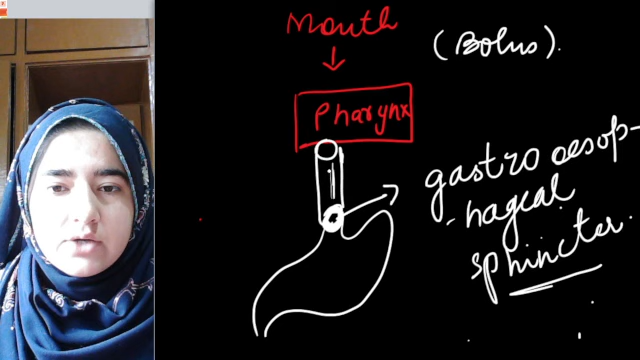 Mouth
(Bolus).
Pharynx
gastro oesop-
-hageal
sphincter.